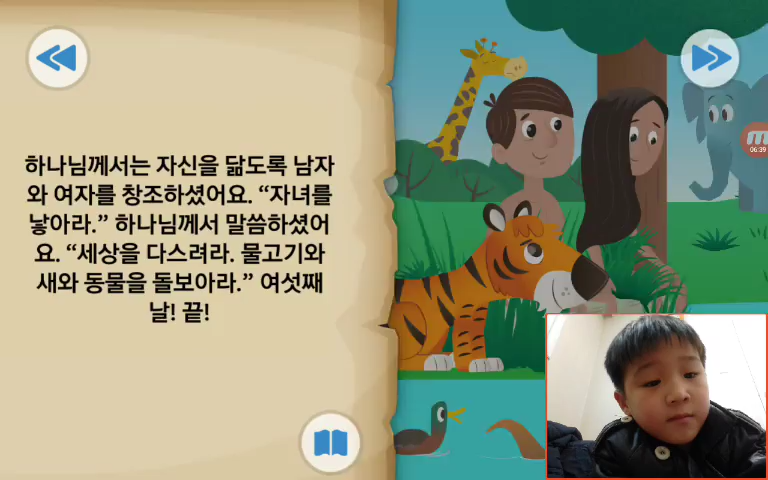 하나님께서는 자신을 닮도록 남자
와 여자를 창조하셨어요. “자녀를
낳아라.” 하나님께서 말씀하셨어
요. “세상을 다스려라. 물고기와
새와 동물을 돌보아라.” 여섯째
날! 끝!
06:39